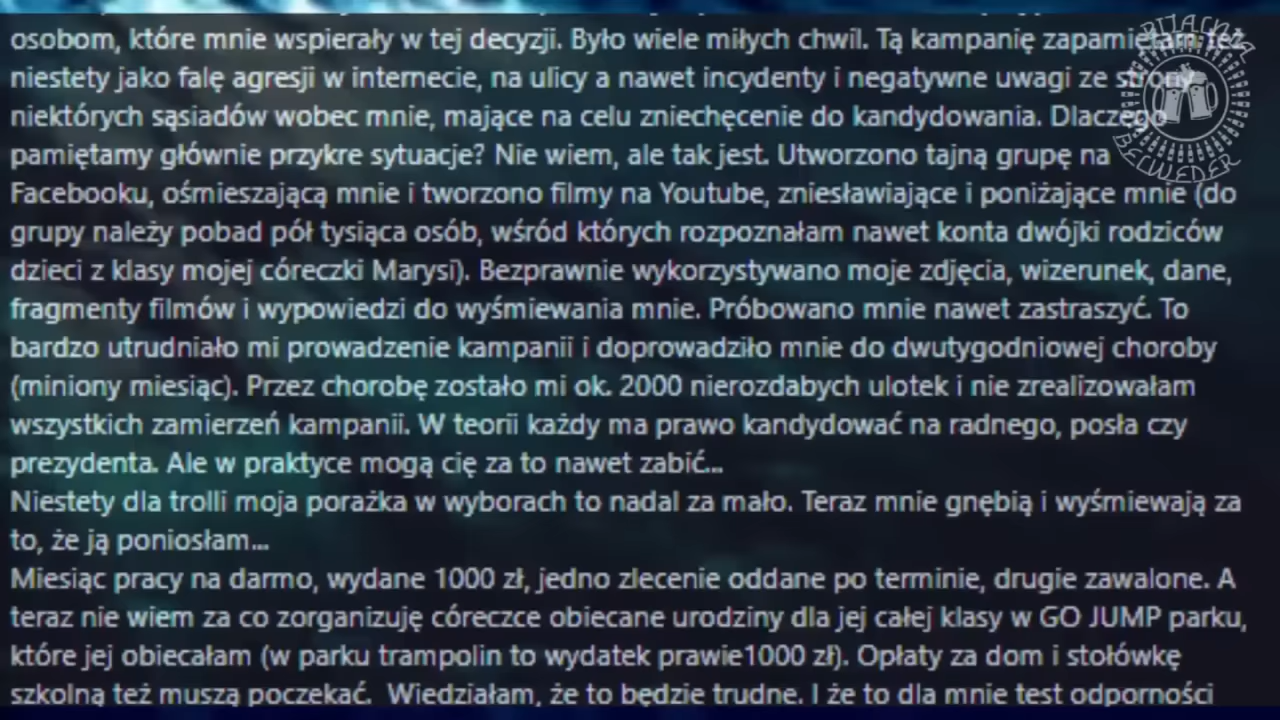 osobom, które mnie wspierały w tej decyzji. Było wiele miłych chwil. Tą kampanię zapamiętam też
niestety jako falę agresji w internecie, na ulicy a nawet incydenty i negatywne uwagi ze strony
niektórych sąsiadów wobec mnie, mające na celu zniechęcenie do kandydowania. Dlaczego
pamiętamy głównie przykre sytuacje? Nie wiem, ale tak jest. Utworzono tajną grupę na
Facebooku, ośmieszającą mnie i tworzono filmy na Youtube, zniesławiające i poniżające mnie (do
grupy należy pobad pół tysiąca osób, wśród których rozpoznałam nawet konta dwójki rodziców
dzieci z klasy mojej córeczki Marysi). Bezprawnie wykorzystywano moje zdjęcia, wizerunek, dane,
fragmenty filmów i wypowiedzi do wyśmiewania mnie. Próbowano mnie nawet zastraszyć. To
bardzo utrudniało mi prowadzenie kampanii i doprowadziło mnie do dwutygodniowej choroby
(miniony miesiąc). Przez chorobę zostało mi ok. 2000 nierozdabych ulotek i nie zrealizowałam
wszystkich zamierzeń kampanii. W teorii każdy ma prawo kandydować na radnego, posła czy
prezydenta. Ale w praktyce mogą cię za to nawet zabić...
Niestety dla trolli moja porażka w wyborach to nadal za mało. Teraz mnie gnębią i wyśmiewają za
to, że ją poniosłam...
Miesiąc pracy na darmo, wydane 1000 zł, jedno zlecenie oddane po terminie, drugie zawalone. A
teraz nie wiem za co zorganizuję córeczce obiecane urodziny dla jej całej klasy w GO JUMP parku,
które jej obiecałam (w parku trampolin to wydatek prawie1000 zł). Opłaty za dom i stołówkę
szkolną też muszą poczekać. Wiedziałam, że to będzie trudne. I że to dla mnie test odporności
PIJACKI
BELWEDER